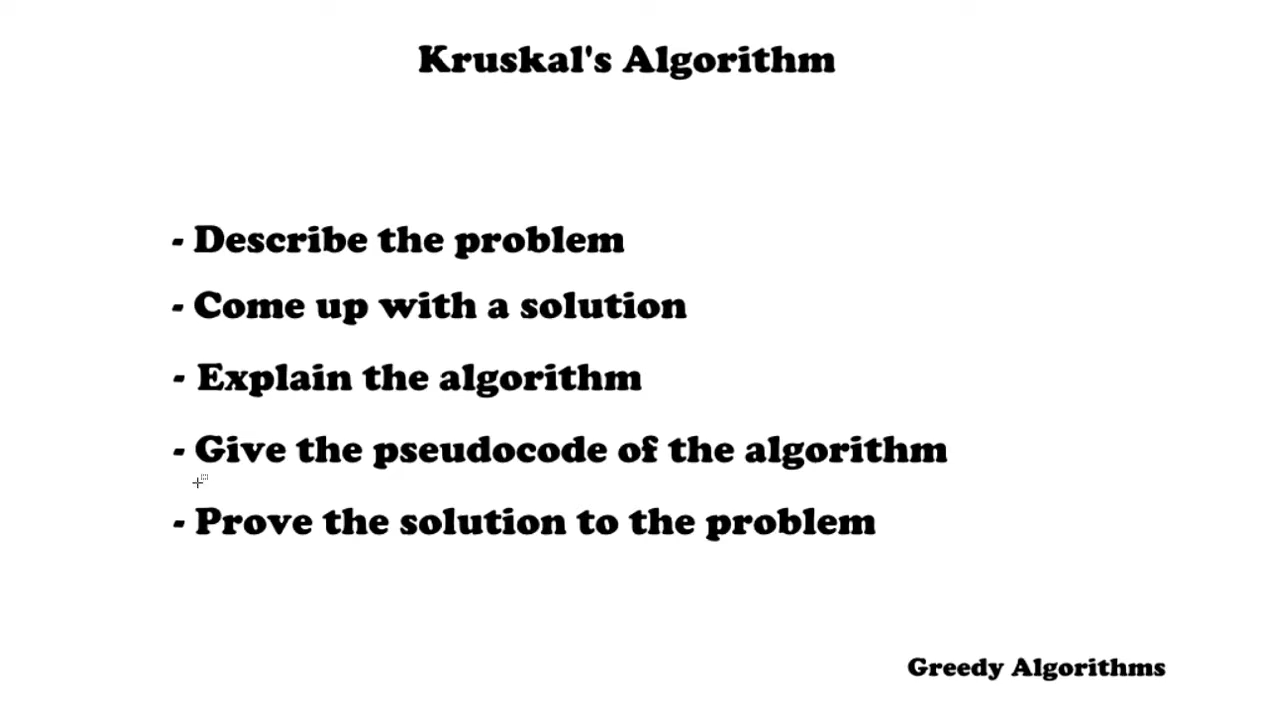 Kruskal's Algorithm
- Describe the problem
- Come up with a solution
- Explain the algorithm
- Give the pseudocode of the algorithm
- Prove the solution to the problem
Greedy Algorithms